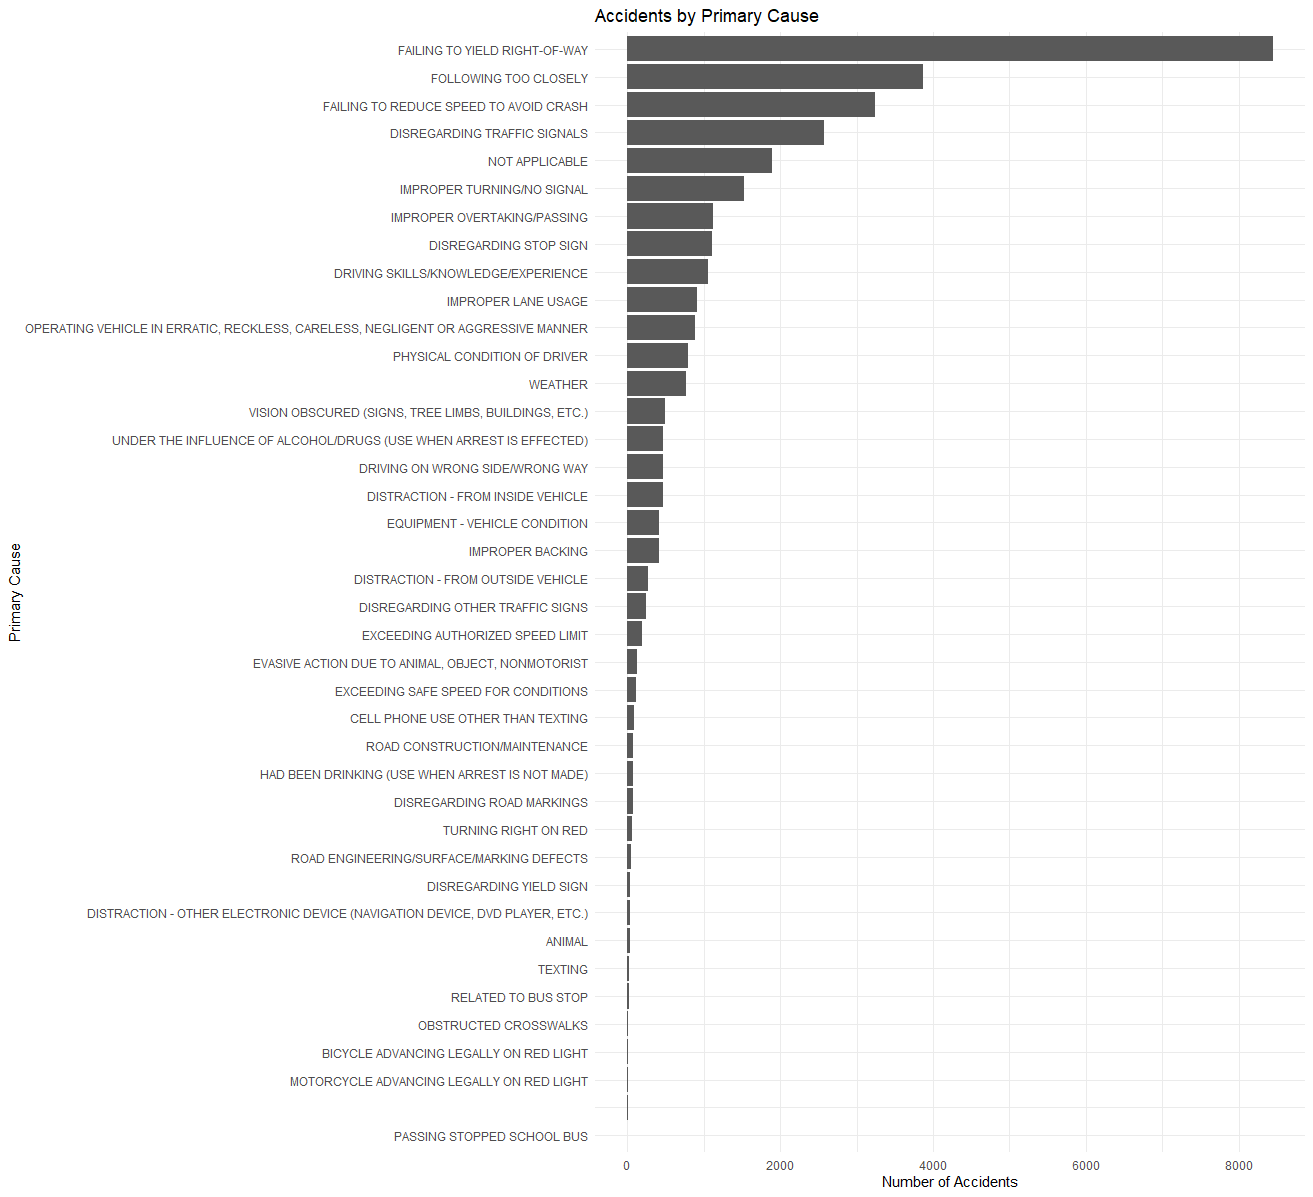 Accidents by Primary Cause
FAILING TO YIELD RIGHT-OF-WAY
FOLLOWING TOO CLOSELY
FAILING TO REDUCE SPEED TO AVOID CRASH
DISREGARDING TRAFFIC SIGNALS
NOT APPLICABLE
IMPROPER TURNING/NO SIGNAL
IMPROPER OVERTAKING/PASSING
DISREGARDING STOP SIGN
DRIVING SKILLS/KNOWLEDGE/EXPERIENCE
IMPROPER LANE USAGE
OPERATING VEHICLE IN ERRATIC, RECKLESS, CARELESS, NEGLIGENT OR AGGRESSIVE MANNER
PHYSICAL CONDITION OF DRIVER
WEATHER
VISION OBSCURED (SIGNS, TREE LIMBS, BUILDINGS, ETC.)
UNDER THE INFLUENCE OF ALCOHOL/DRUGS (USE WHEN ARREST IS EFFECTED)
DRIVING ON WRONG SIDE/WRONG WAY
DISTRACTION - FROM INSIDE VEHICLE
EQUIPMENT - VEHICLE CONDITION
IMPROPER BACKING
DISTRACTION - FROM OUTSIDE VEHICLE
DISREGARDING OTHER TRAFFIC SIGNS
EXCEEDING AUTHORIZED SPEED LIMIT
EVASIVE ACTION DUE TO ANIMAL, OBJECT, NONMOTORIST
EXCEEDING SAFE SPEED FOR CONDITIONS
CELL PHONE USE OTHER THAN TEXTING
ROAD CONSTRUCTION/MAINTENANCE
HAD BEEN DRINKING (USE WHEN ARREST IS NOT MADE)
DISREGARDING ROAD MARKINGS
TURNING RIGHT ON RED
ROAD ENGINEERING/SURFACE/MARKING DEFECTS
DISREGARDING YIELD SIGN
DISTRACTION - OTHER ELECTRONIC DEVICE (NAVIGATION DEVICE, DVD PLAYER, ETC.)
ANIMAL
TEXTING
RELATED TO BUS STOP
OBSTRUCTED CROSSWALKS
BICYCLE ADVANCING LEGALLY ON RED LIGHT
MOTORCYCLE ADVANCING LEGALLY ON RED LIGHT
PASSING STOPPED SCHOOL BUS
Primary Cause
0 2000 4000 6000 8000
Number of Accidents